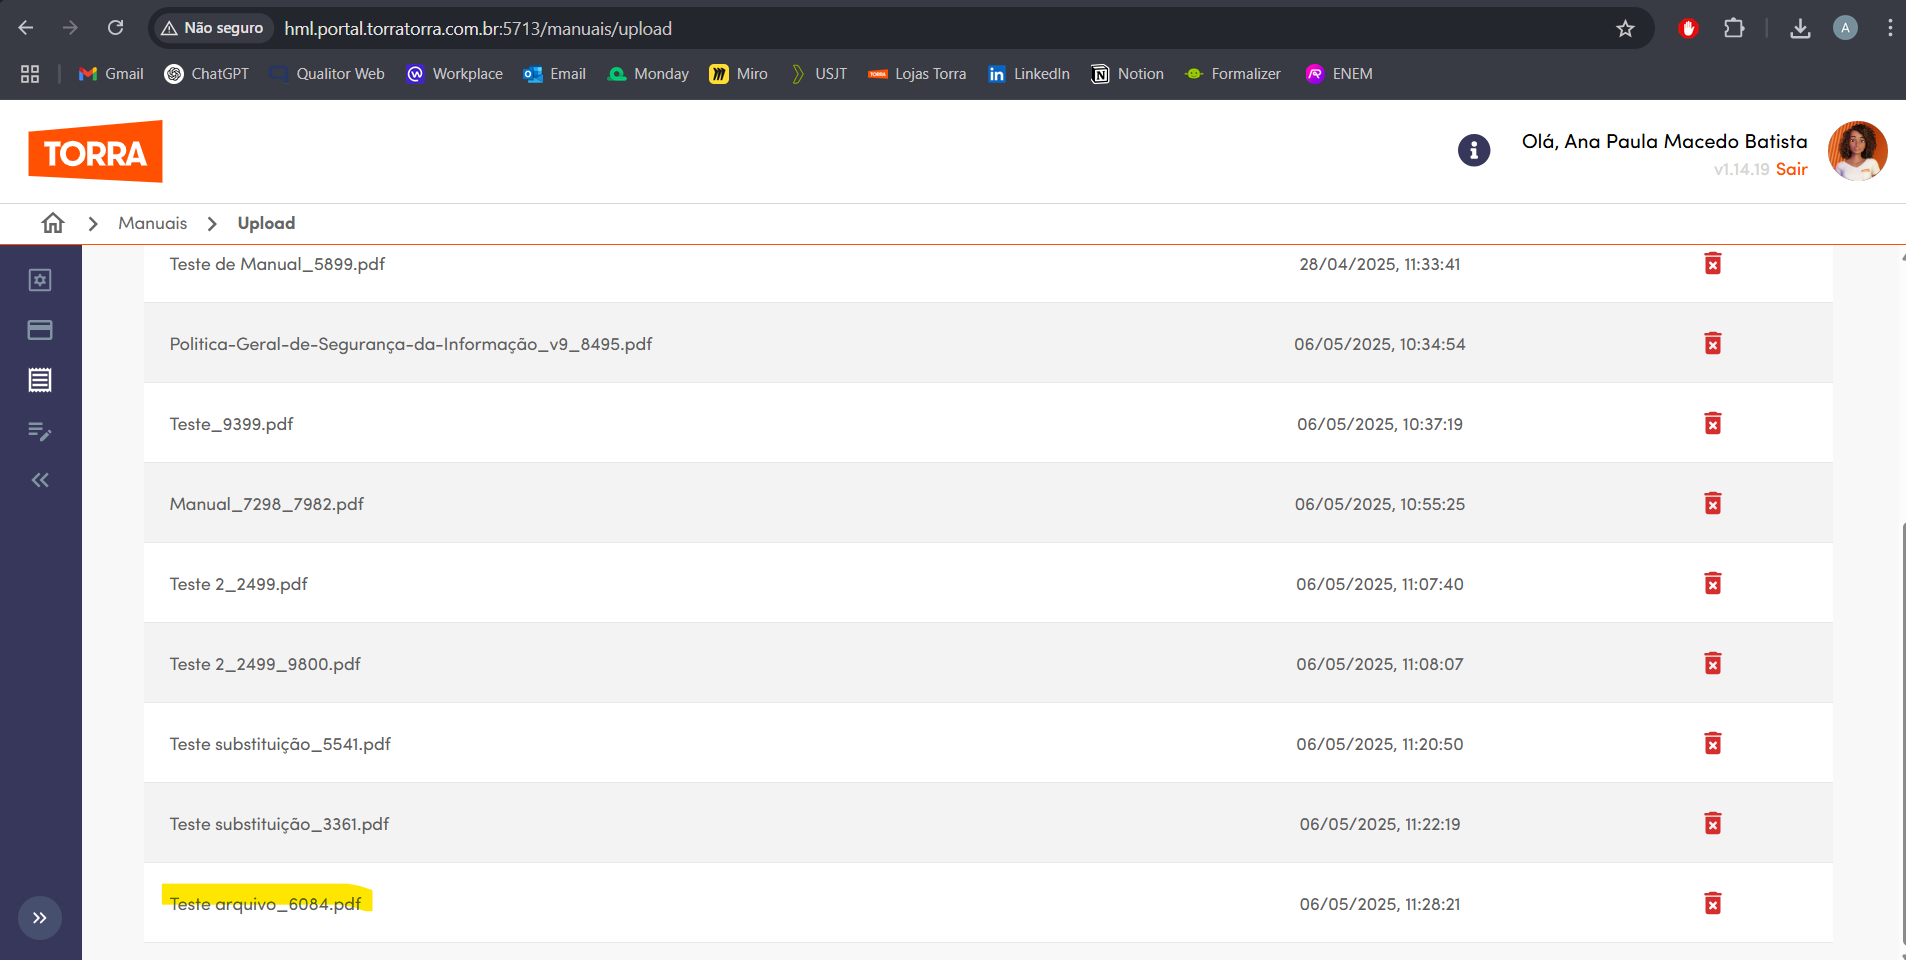 Não seguro hml.portal.torratorra.com.br:5713/manuais/upload A
Gmail ChatGPT Qualitor Web Workplace Email Monday Miro USJT Lojas Torra LinkedIn Notion Formalizer ENEM
TORRA
Olá, Ana Paula Macedo Batista
v1.14.19 Sair
Manuais Upload
Teste de Manual_5899.pdf 28/04/2025, 11:33:41
Politica-Geral-de-Segurança-da-Informação_v9_8495.pdf 06/05/2025, 10:34:54
Teste_9399.pdf 06/05/2025, 10:37:19
Manual_7298_7982.pdf 06/05/2025, 10:55:25
Teste 2_2499.pdf 06/05/2025, 11:07:40
Teste 2_2499_9800.pdf 06/05/2025, 11:08:07
Teste substituição_5541.pdf 06/05/2025, 11:20:50
Teste substituição_3361.pdf 06/05/2025, 11:22:19
Teste arquivo_6084.pdf 06/05/2025, 11:28:21